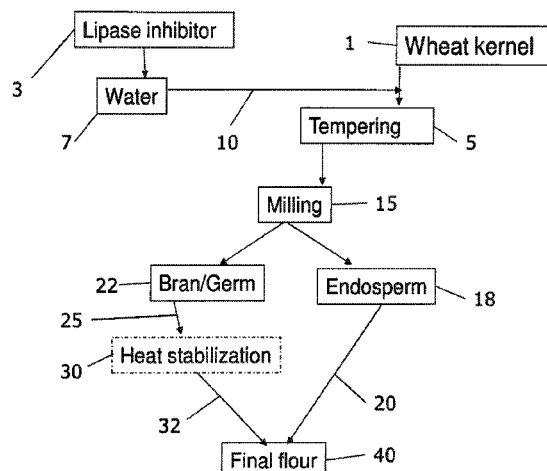 Lipase inhibitor
3
1
Wheat kernel
Water
7
10
Tempering
5
Milling
15
22
Bran/Germ
Endosperm
18
25
30
Heat stabilization
20
32
Final flour
40